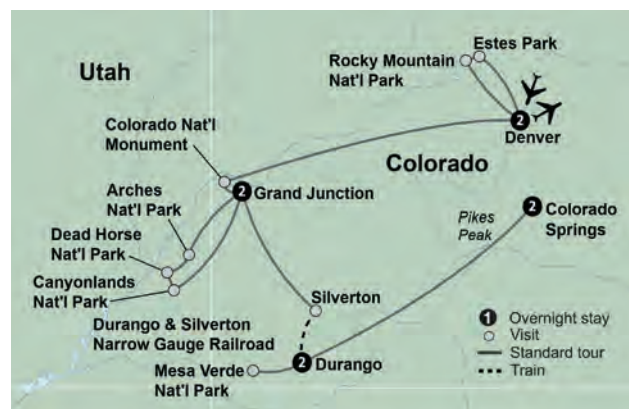 Utah
Estes Park
Rocky Mountain
Nat'l Park
2
Denver
Colorado Nat'l
Monument
Colorado
2
Grand Junction
Arches
Nat'l Park
Dead Horse
Nat'l Park
Canyonlands
Nat'l Park
Pikes
Peak
2
Colorado
Springs
Silverton
Durango & Silverton
Narrow Gauge Railroad
2
Durango
Mesa Verde
Nat'l Park
1 Overnight stay
Visit
Standard tour
Train